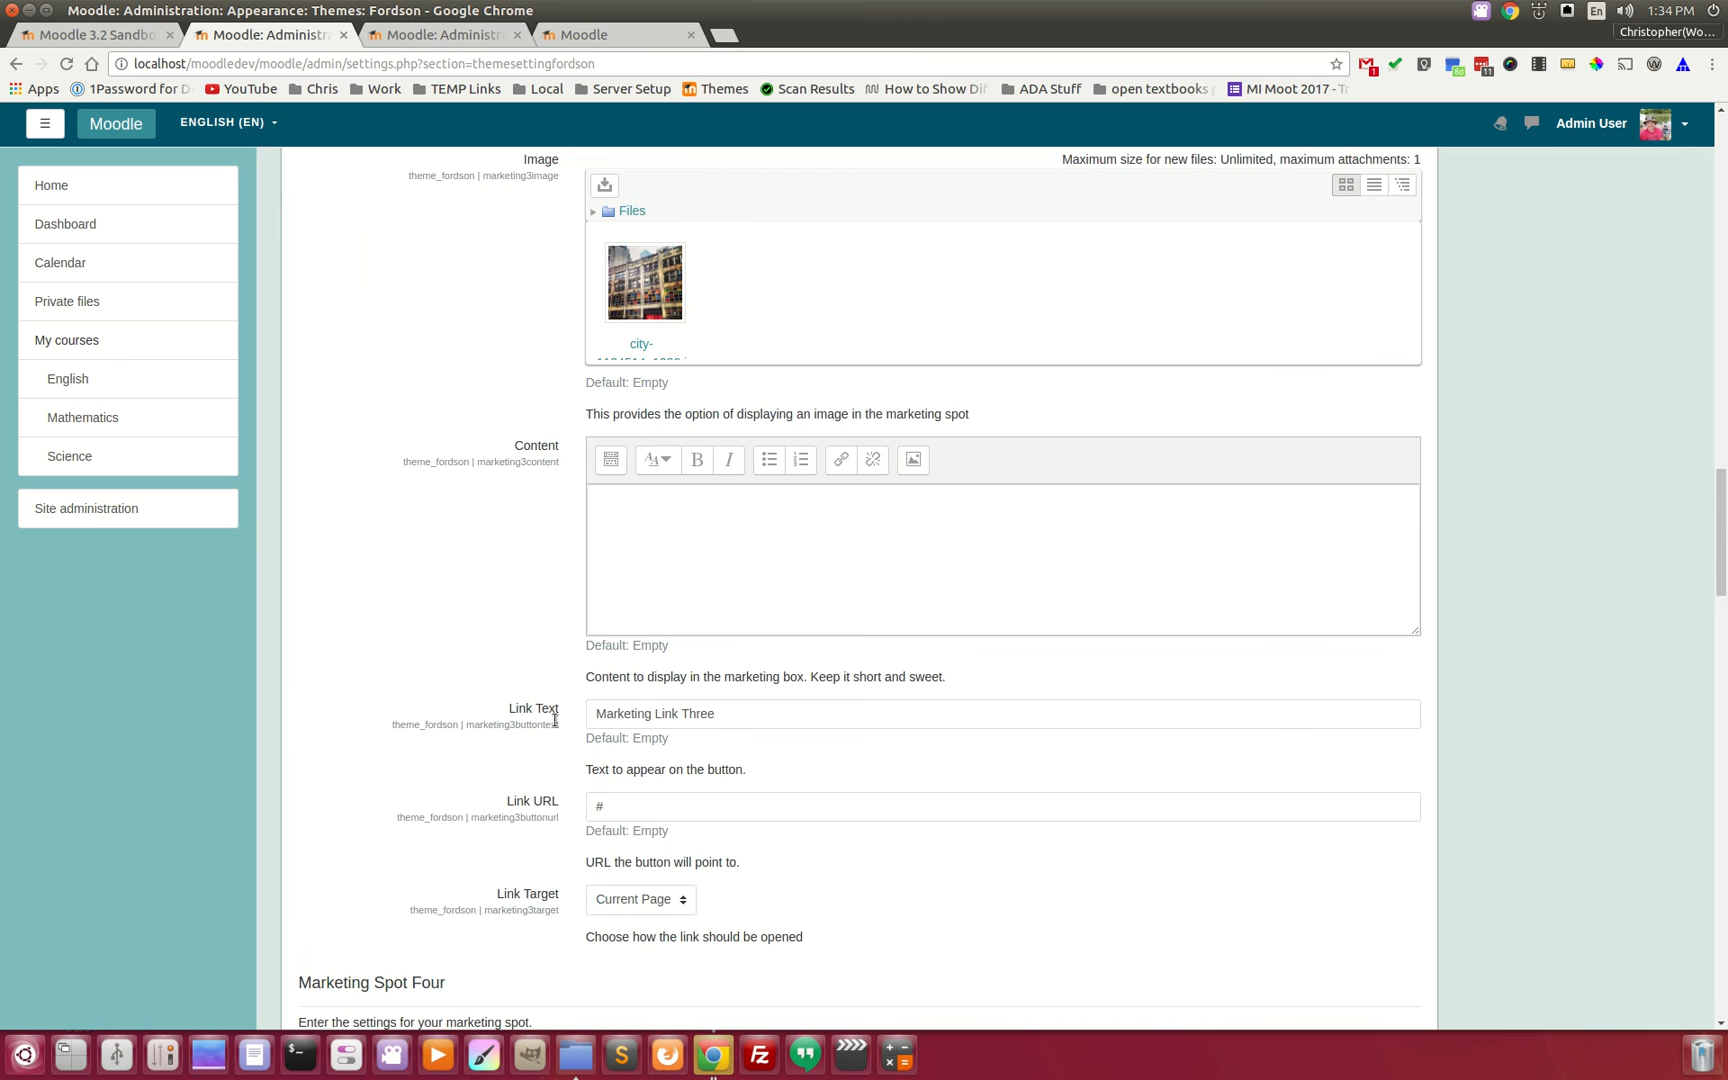 Moodle: Administration: Appearance: Themes: Fordson - Google Chrome
En
1:34 PM
Moodle 3.2 Sandbo
Moodle: Administr
Moodle: Administr
Moodle
Christopher(Wo...
localhost/moodledev/moodle/admin/settings.php?section=themesettingfordson
Apps
1Password for D
YouTube
Chris
Work
TEMP Links
Local
Server Setup
Themes
Scan Results
How to Show Di
ADA Stuff
open textbooks
MI Moot 2017 - T
Moodle
ENGLISH (EN)
Admin User
Home
Dashboard
Calendar
Private files
My courses
English
Mathematics
Science
Site administration
Image
theme_fordson | marketing3image
Maximum size for new files: Unlimited, maximum attachments: 1
Files
city-
Default: Empty
This provides the option of displaying an image in the marketing spot
Content
theme_fordson | marketing3content
Default: Empty
Content to display in the marketing box. Keep it short and sweet.
Link Text
theme_fordson | marketing3buttontext
Marketing Link Three
Default: Empty
Text to appear on the button.
Link URL
theme_fordson | marketing3buttonurl
#
Default: Empty
URL the button will point to.
Link Target
theme_fordson | marketing3target
Current Page
Choose how the link should be opened
Marketing Spot Four
Enter the settings for your marketing spot.